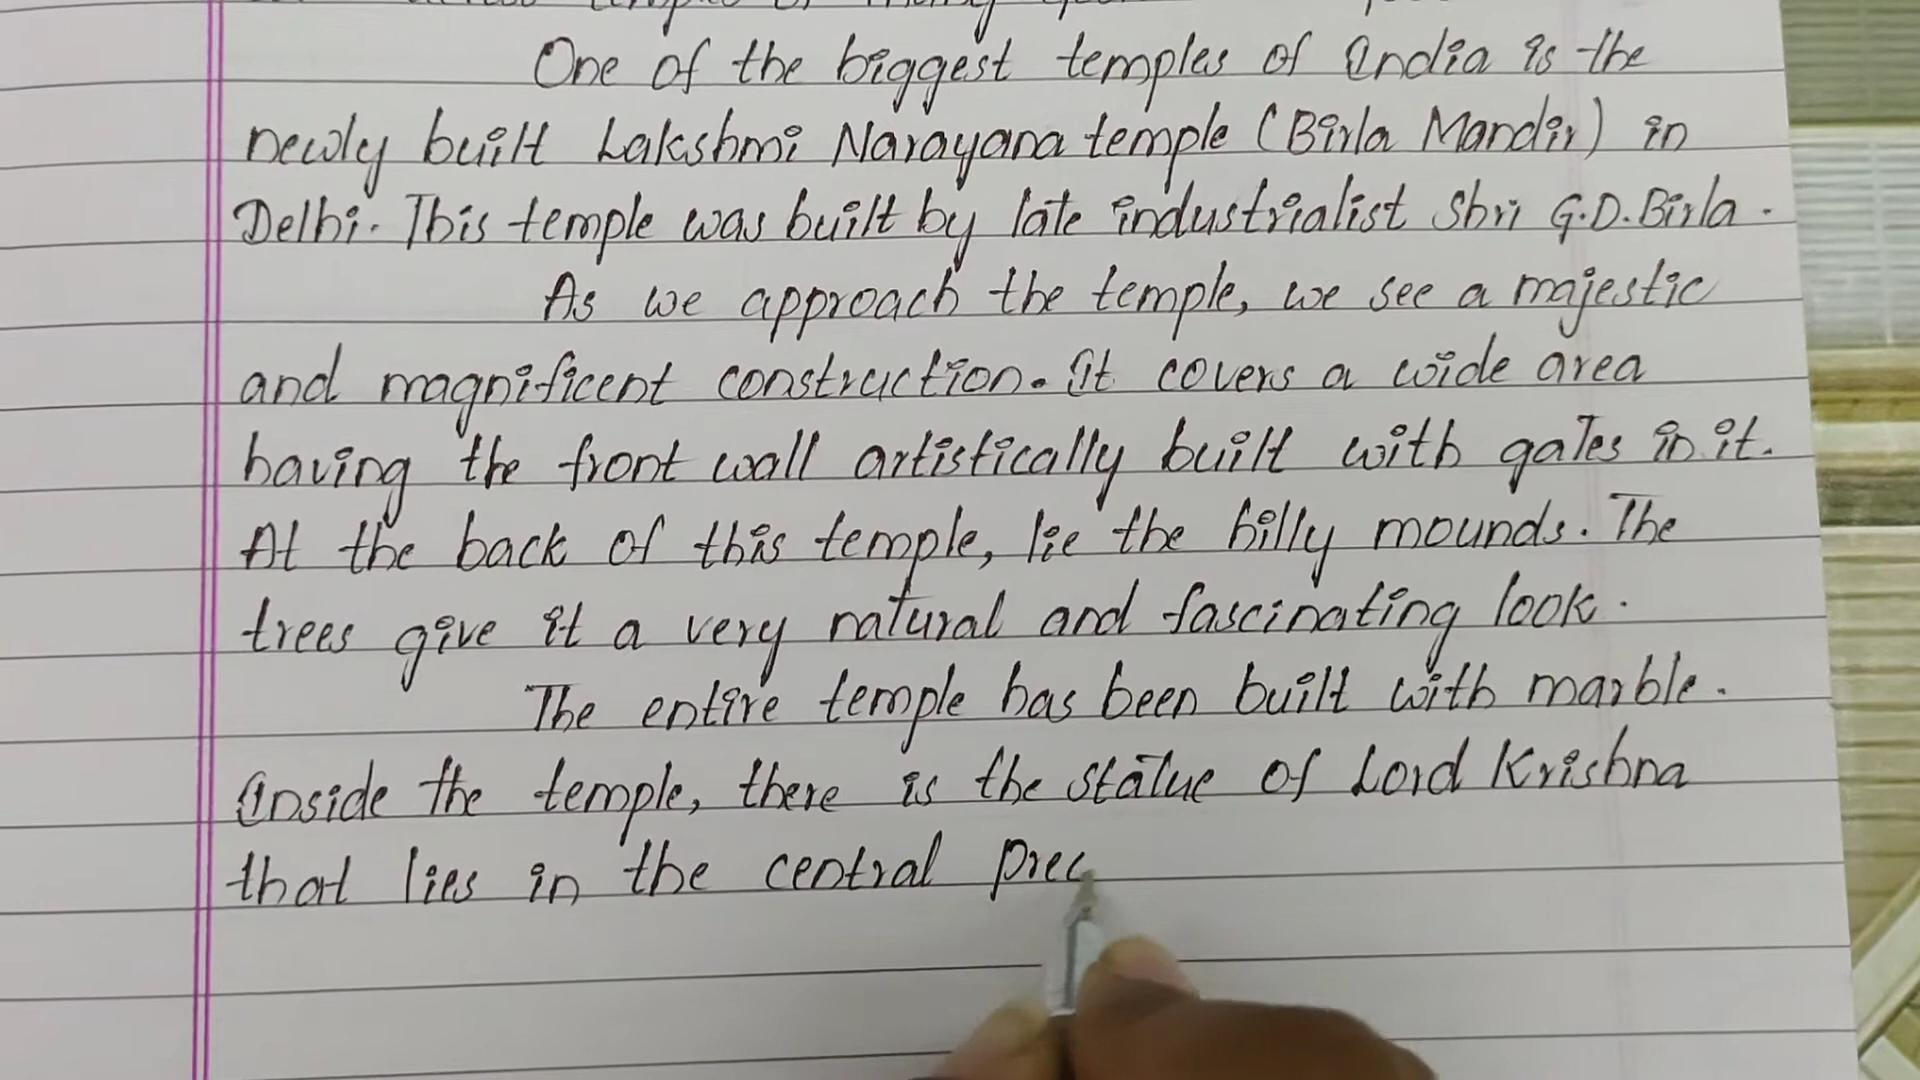 One of the biggest temples of India is the
newly built Lakshmi Narayana temple (Birla Mandir) in
Delhi. This temple was built by late industrialist Shri G.D.Birla.
As we approach the temple, we see a majestic
and magnificent construction. It covers a wide area
having the front wall artistically built with gates in it.
At the back of this temple, lie the hilly mounds. The
trees give it a very natural and fascinating look.
The entire temple has been built with marble.
Inside the temple, there is the statue of Lord Krishna
that lies in the central prec